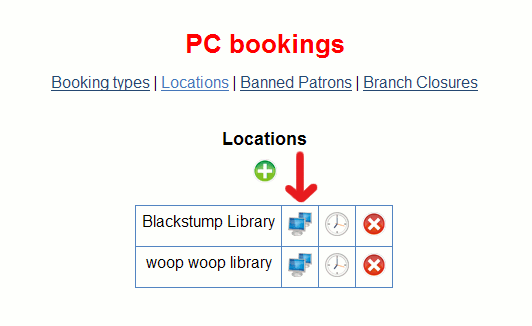 PC bookings
Booking types | Locations | Banned Patrons | Branch Closures
Locations
Blackstump Library
woop woop library